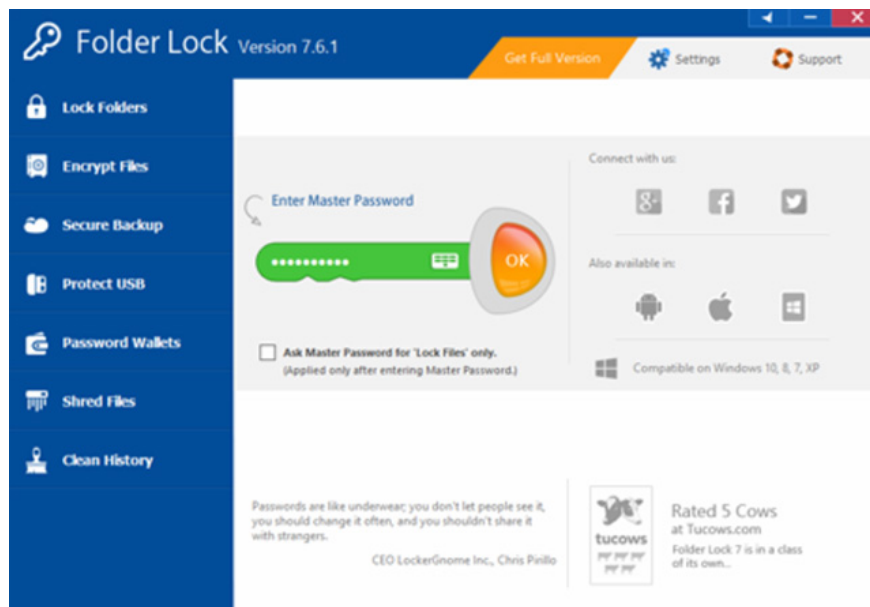 Folder Lock Version 7.6.1
Get Full Version
Settings
Support
Lock Folders
Encrypt Files
Secure Backup
Protect USB
Password Wallets
Shred Files
Clean History
Enter Master Password
OK
Ask Master Password for 'Lock Files' only.
(Applied only after entering Master Password.)
Connect with us:
Also available in:
Compatible on Windows 10, 8, 7, XP
Passwords are like underwear; you don't let people see it,
you should change it often, and you shouldn't share it
with strangers.
CEO LockerGnome Inc., Chris Pirillo
tucows
Rated 5 Cows
at Tucows.com
Folder Lock 7 is in a class
of its own...